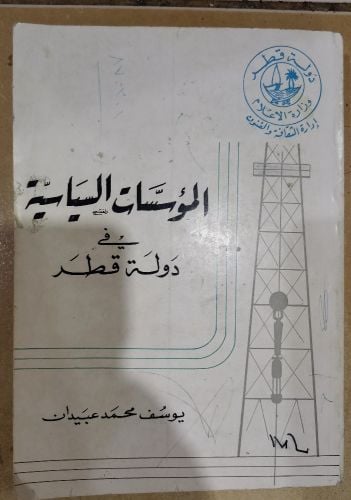 دولة قطر
وزارة الإعلام
إدارة الثقافة والفنون
المؤسسات السياسية
في
دولة قطر
يوسف محمد عبيدان